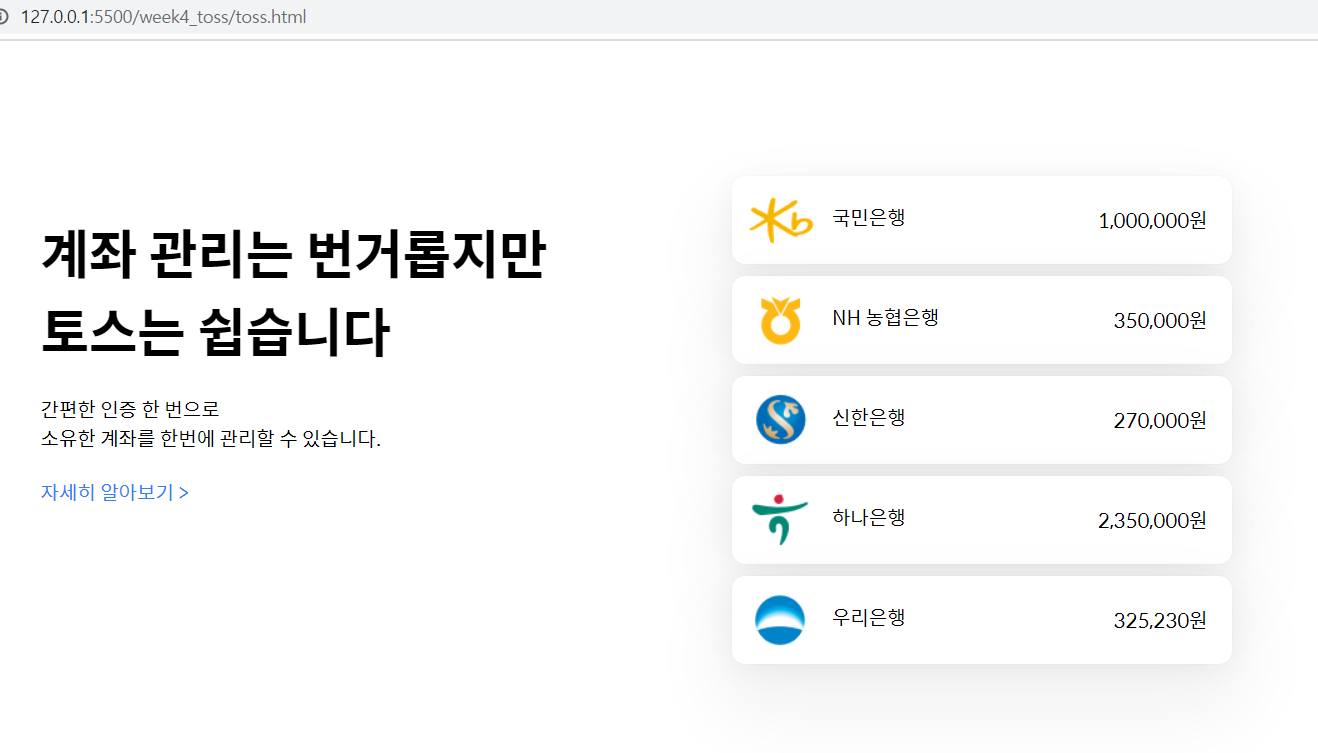 127.0.0.1:5500/week4_toss/toss.html
계좌 관리는 번거롭지만
토스는 쉽습니다
간편한 인증 한 번으로
소유한 계좌를 한번에 관리할 수 있습니다.
자세히 알아보기 >
국민은행 1,000,000원
NH 농협은행 350,000원
신한은행 270,000원
하나은행 2,350,000원
우리은행 325,230원